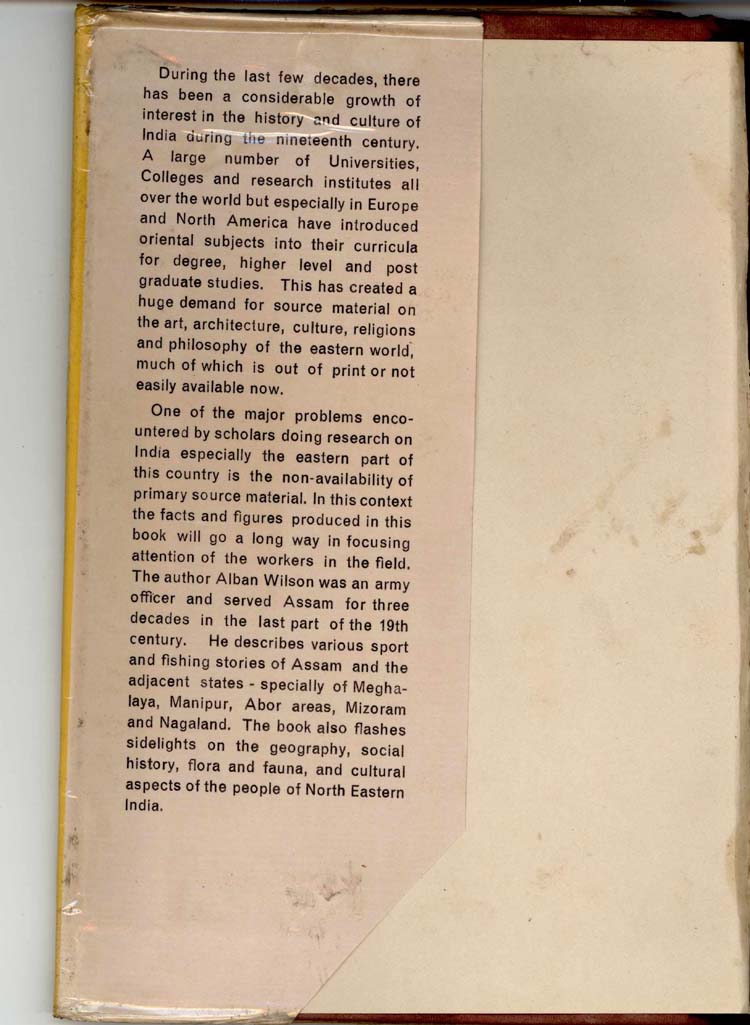 During the last few decades, there
has been a considerable growth of
interest in the history and culture of
India during the nineteenth century.
A large number of Universities,
Colleges and research institutes all
over the world but especially in Europe
and North America have introduced
oriental subjects into their curricula
for degree, higher level and post
graduate studies. This has created a
huge demand for source material on
the art, architecture, culture, religions
and philosophy of the eastern world,
much of which is out of print or not
easily available now.
One of the major problems enco-
untered by scholars doing research on
India especially the eastern part of
this country is the non-availability of
primary source material. In this context
the facts and figures produced in this
book will go a long way in focusing
attention of the workers in the field.
The author Alban Wilson was an army
officer and served Assam for three
decades in the last part of the 19th
century. He describes various sport
and fishing stories of Assam and the
adjacent states - specially of Megha-
laya, Manipur, Abor areas, Mizoram
and Nagaland. The book also flashes
sidelights on the geography, social
history, flora and fauna, and cultural
aspects of the people of North Eastern
India.